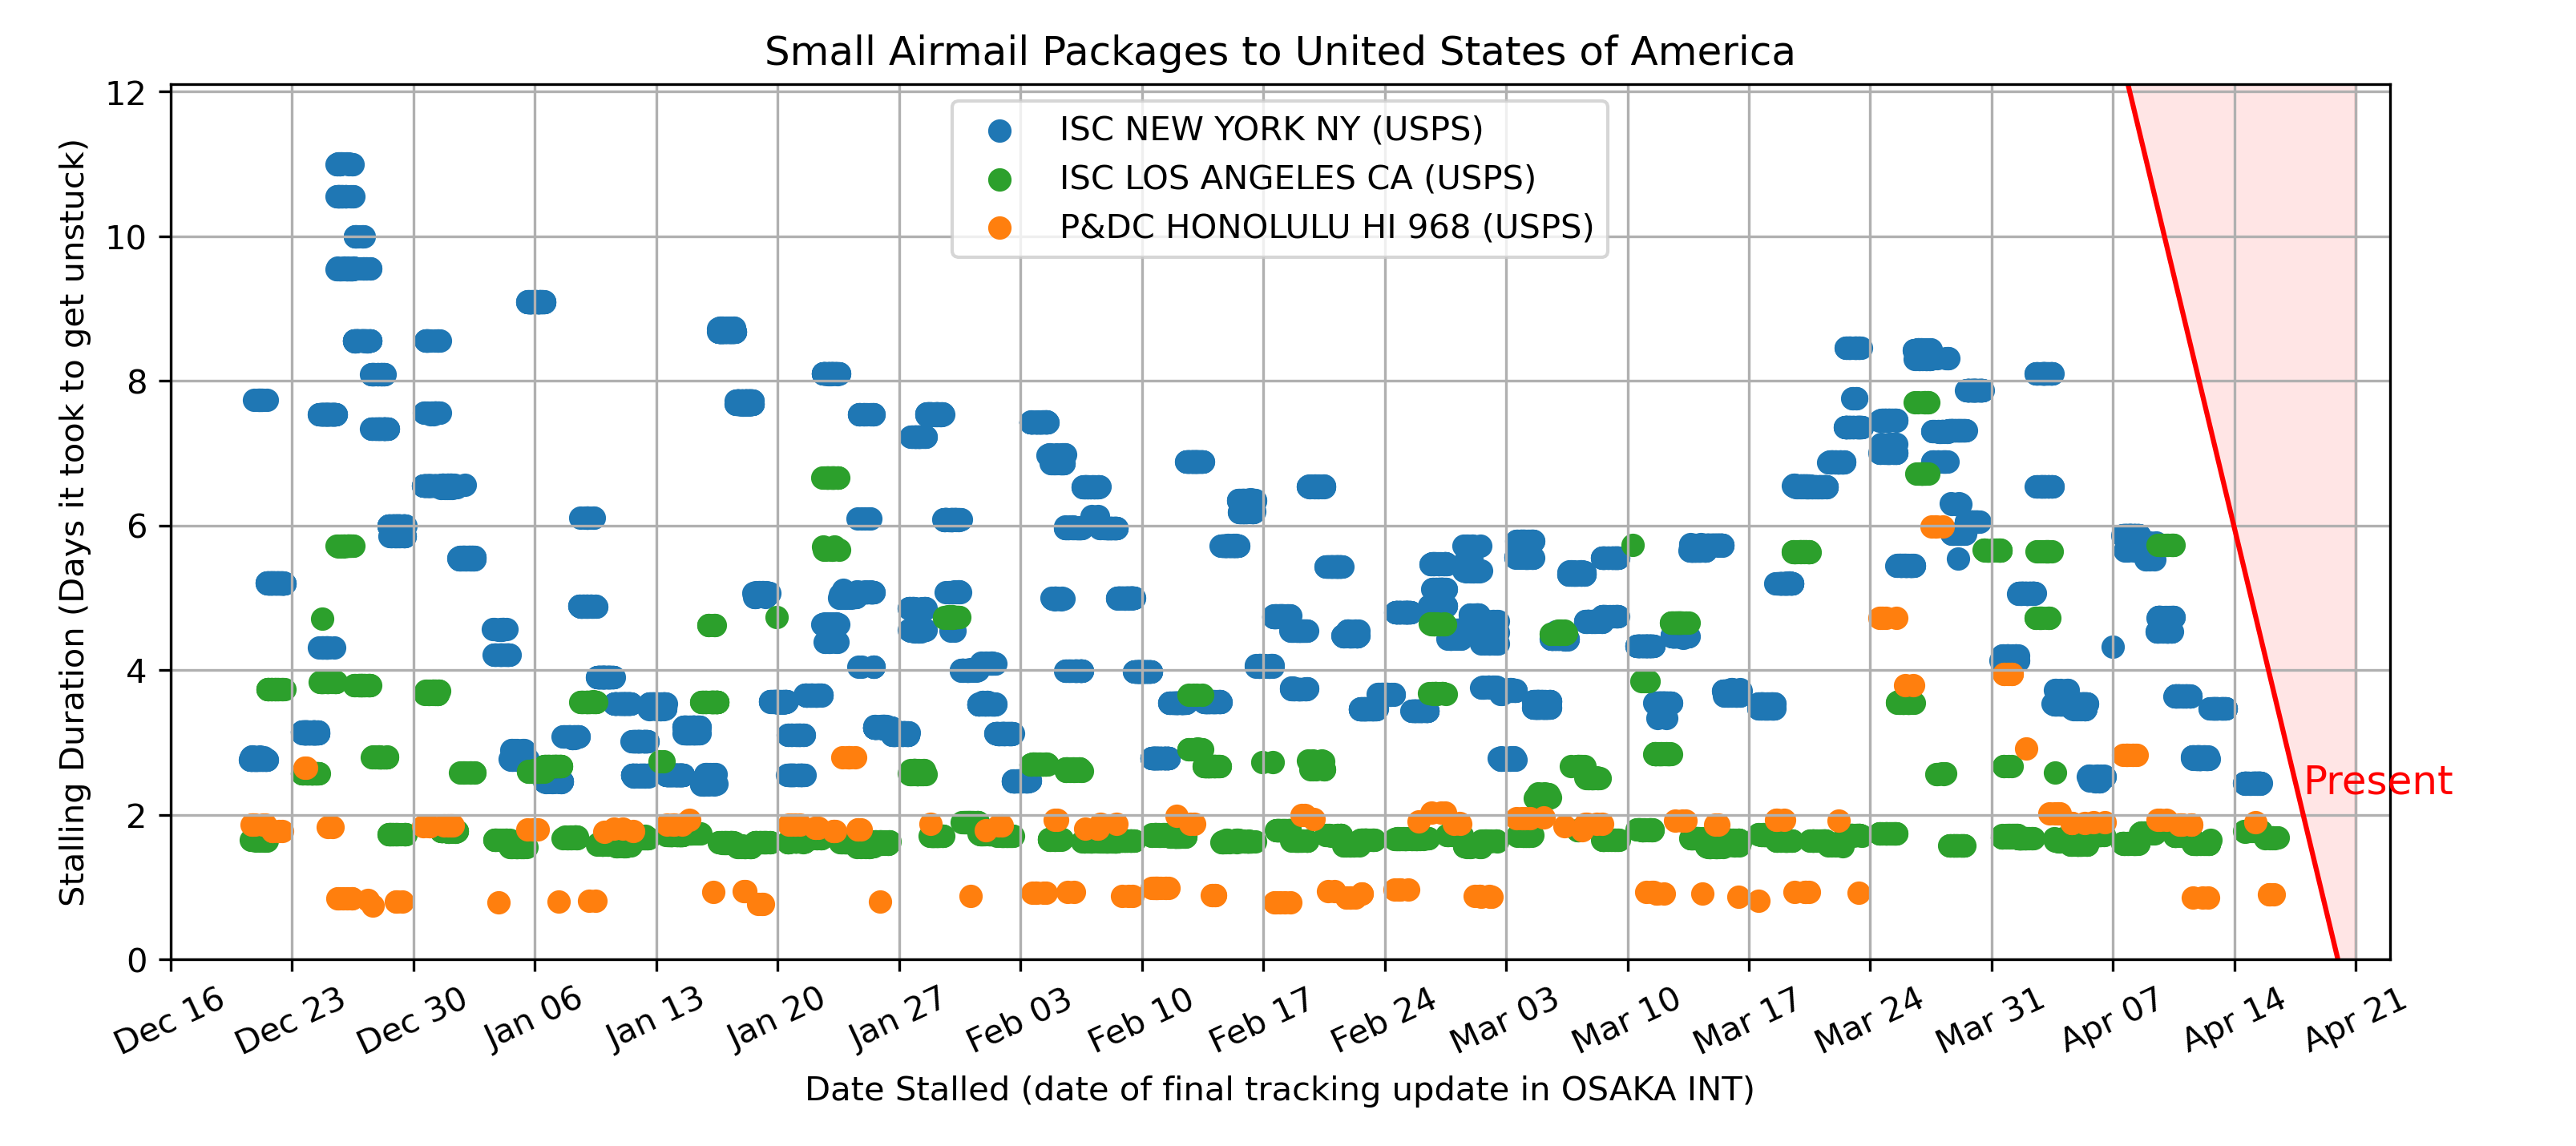 Small Airmail Packages to United States of America
Stalling Duration (Days it took to get unstuck)
12
10
8
6
4
2
0
ISC NEW YORK NY (USPS)
ISC LOS ANGELES CA (USPS)
P&DC HONOLULU HI 968 (USPS)
Present
Dec 16
Dec 23
Dec 30
Jan 06
Jan 13
Jan 20
Jan 27
Feb 03
Feb 10
Feb 17
Feb 24
Mar 03
Mar 10
Mar 17
Mar 24
Mar 31
Apr 07
Apr 14
Apr 21
Date Stalled (date of final tracking update in OSAKA INT)